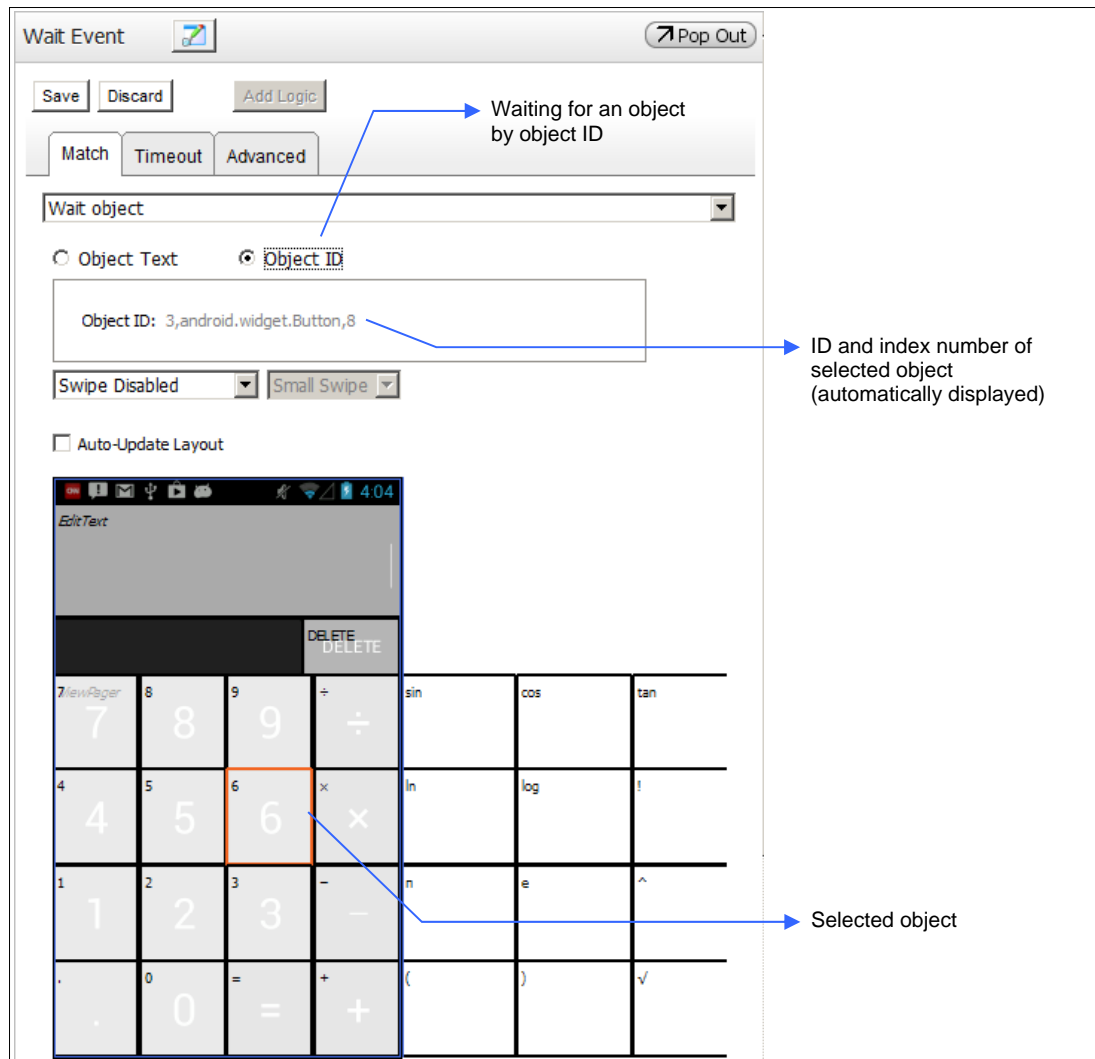 Wait Event
Pop Out
Save Discard Add Logic
Waiting for an object
by object ID
Match Timeout Advanced
Wait object
Object Text Object ID
Object ID: 3,android.widget.Button,8
ID and index number of
selected object
(automatically displayed)
Swipe Disabled Small Swipe
Auto-Update Layout
CNN 4:04
EditText
DELETE
DELETE
7 ViewPager 8 9 ÷ sin cos tan
7 8 9 ÷
4 5 6 × ln log !
4 5 6 ×
1 2 3 − n e ^
1 2 3 −
Selected object
. 0 = + ( ) √
. 0 = +